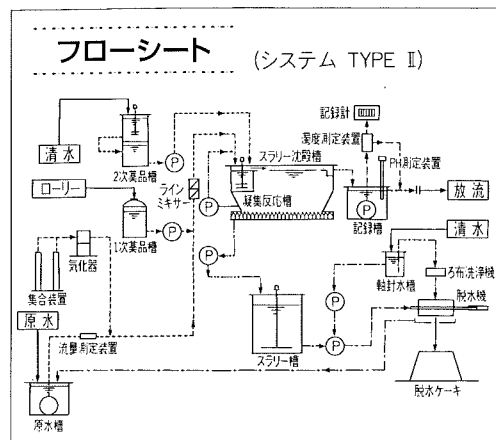 フローシート
(システム TYPE Ⅱ)
記録計
濁度測定装置
PH測定装置
清水
2次薬品槽
P
ライン
ミキサー
スラリー沈殿槽
凝集反応槽
P
P
記録槽
放流
ローリー
1次薬品槽
P
清水
気化器
集合装置
P
軸封水槽
ろ布洗浄機
脱水機
原水
流量測定装置
P
スラリー槽
P
P
原水槽
脱水ケーキ